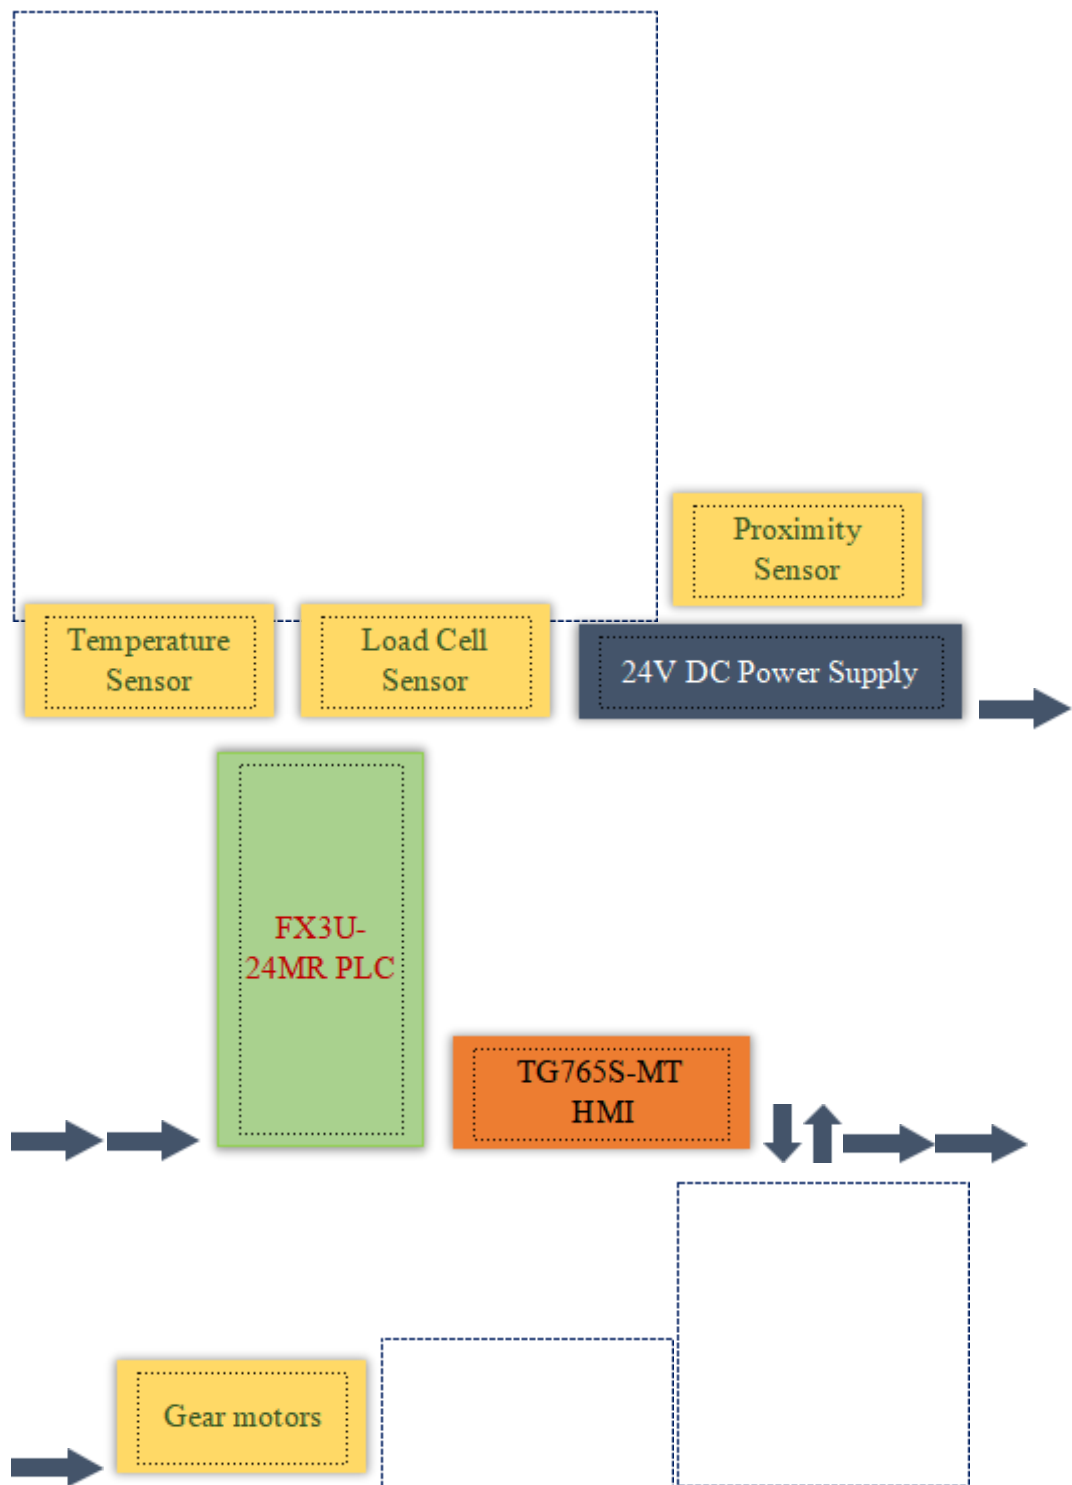 Proximity
Sensor
Temperature
Sensor
Load Cell
Sensor
24V DC Power Supply
FX3U-
24MR PLC
TG765S-MT
HMI
Gear motors